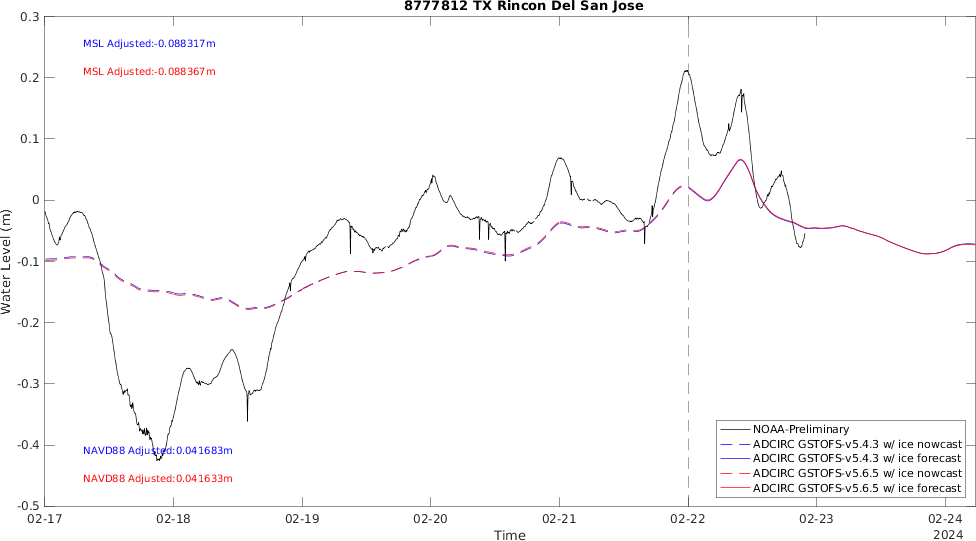 8777812 TX Rincon Del San Jose
0.3
0.2
0.1
0
-0.1
-0.2
-0.3
-0.4
-0.5
Water Level (m)
MSL Adjusted:-0.088317m
MSL Adjusted:-0.088367m
NAVD88 Adjusted:0.041683m
NAVD88 Adjusted:0.041633m
NOAA-Preliminary
ADCIRC GSTOFS-v5.4.3 w/ ice nowcast
ADCIRC GSTOFS-v5.4.3 w/ ice forecast
ADCIRC GSTOFS-v5.6.5 w/ ice nowcast
ADCIRC GSTOFS-v5.6.5 w/ ice forecast
02-17 02-18 02-19 02-20 02-21 02-22 02-23 02-24
2024
Time